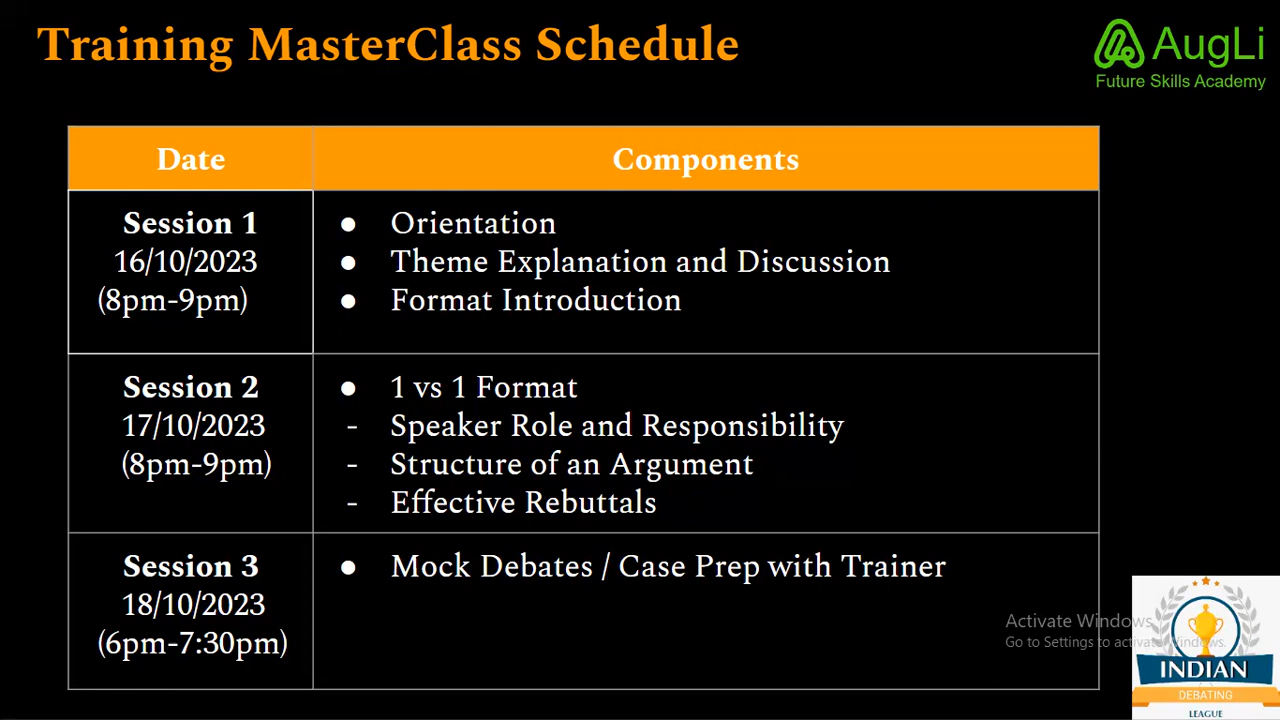 Training MasterClass Schedule
AugLi
Future Skills Academy
Date
Components
Session 1
16/10/2023
(8pm-9pm)
● Orientation
● Theme Explanation and Discussion
● Format Introduction
Session 2
17/10/2023
(8pm-9pm)
● 1 vs 1 Format
- Speaker Role and Responsibility
- Structure of an Argument
- Effective Rebuttals
Session 3
18/10/2023
(6pm-7:30pm)
● Mock Debates / Case Prep with Trainer
Activate Windows
Go to Settings to activate Windows.
INDIAN
DEBATING
LEAGUE